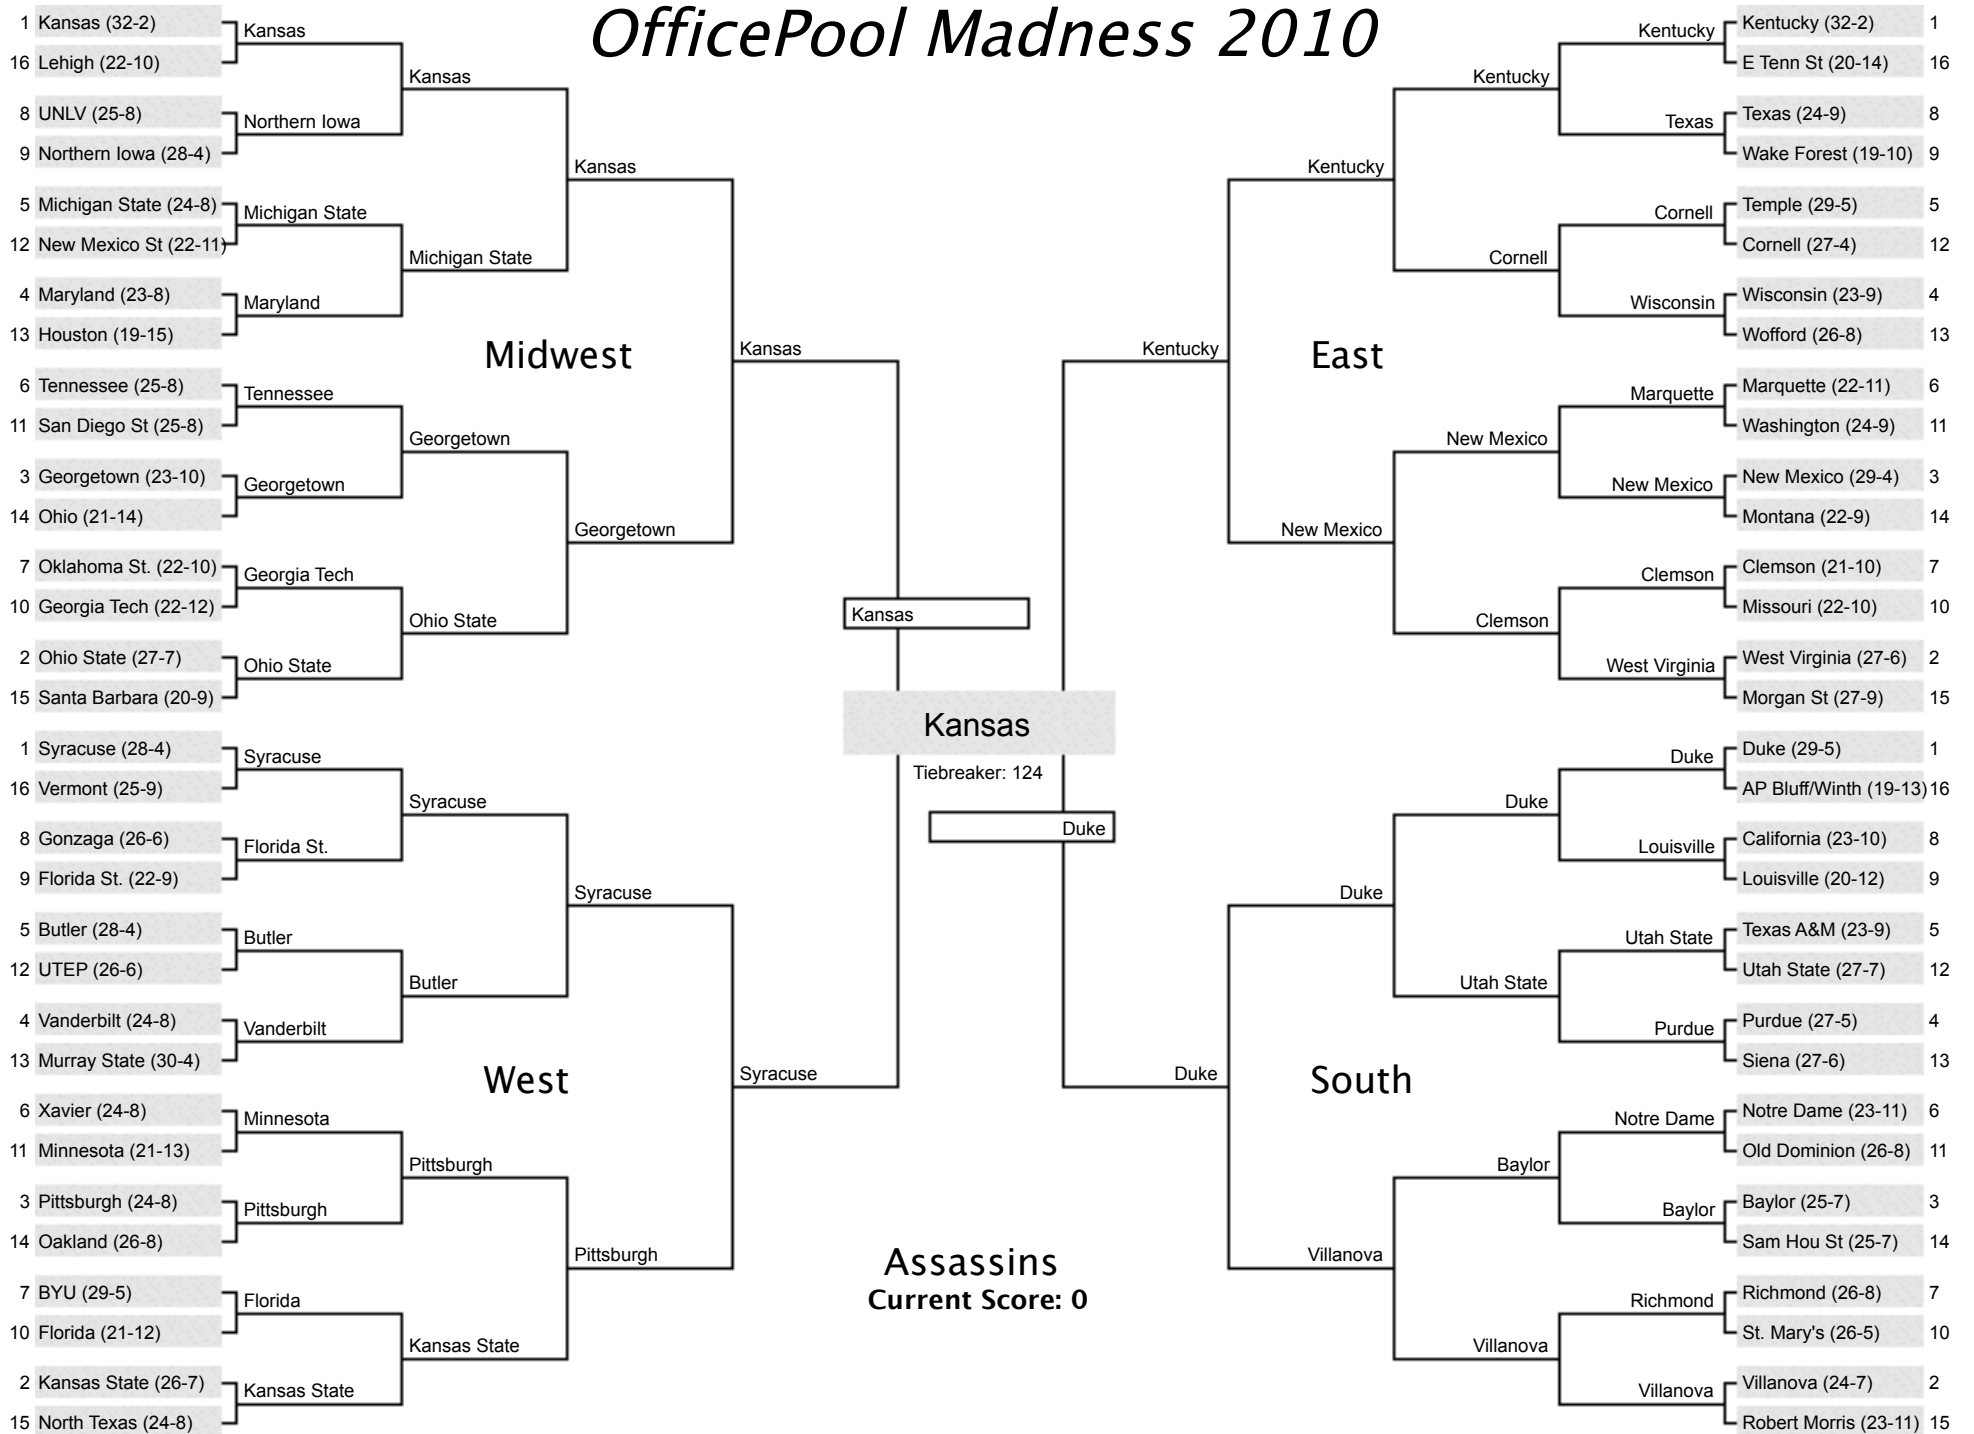 OfficePool Madness 2010
1 Kansas (32-2)
16 Lehigh (22-10)
8 UNLV (25-8)
9 Northern Iowa (28-4)
5 Michigan State (24-8)
12 New Mexico St (22-11)
4 Maryland (23-8)
13 Houston (19-15)
6 Tennessee (25-8)
11 San Diego St (25-8)
3 Georgetown (23-10)
14 Ohio (21-14)
7 Oklahoma St. (22-10)
10 Georgia Tech (22-12)
2 Ohio State (27-7)
15 Santa Barbara (20-9)
Kansas
Northern Iowa
Michigan State
Maryland
Tennessee
Georgetown
Georgia Tech
Ohio State
Kansas
Michigan State
Georgetown
Ohio State
Kansas
Georgetown
Kansas
Midwest
1 Syracuse (28-4)
16 Vermont (25-9)
8 Gonzaga (26-6)
9 Florida St. (22-9)
5 Butler (28-4)
12 UTEP (26-6)
4 Vanderbilt (24-8)
13 Murray State (30-4)
6 Xavier (24-8)
11 Minnesota (21-13)
3 Pittsburgh (24-8)
14 Oakland (26-8)
7 BYU (29-5)
10 Florida (21-12)
2 Kansas State (26-7)
15 North Texas (24-8)
Syracuse
Florida St.
Butler
Vanderbilt
Minnesota
Pittsburgh
Florida
Kansas State
Syracuse
Butler
Pittsburgh
Kansas State
Syracuse
Pittsburgh
Syracuse
West
Kansas
Kansas
Tiebreaker: 124
Duke
Assassins
Current Score: 0
Kentucky (32-2) 1
E Tenn St (20-14) 16
Texas (24-9) 8
Wake Forest (19-10) 9
Temple (29-5) 5
Cornell (27-4) 12
Wisconsin (23-9) 4
Wofford (26-8) 13
Marquette (22-11) 6
Washington (24-9) 11
New Mexico (29-4) 3
Montana (22-9) 14
Clemson (21-10) 7
Missouri (22-10) 10
West Virginia (27-6) 2
Morgan St (27-9) 15
Kentucky
Texas
Cornell
Wisconsin
Marquette
New Mexico
Clemson
West Virginia
Kentucky
Cornell
New Mexico
Clemson
Kentucky
New Mexico
Kentucky
East
Duke (29-5) 1
AP Bluff/Winth (19-13) 16
California (23-10) 8
Louisville (20-12) 9
Texas A&M (23-9) 5
Utah State (27-7) 12
Purdue (27-5) 4
Siena (27-6) 13
Notre Dame (23-11) 6
Old Dominion (26-8) 11
Baylor (25-7) 3
Sam Hou St (25-7) 14
Richmond (26-8) 7
St. Mary's (26-5) 10
Villanova (24-7) 2
Robert Morris (23-11) 15
Duke
Louisville
Utah State
Purdue
Notre Dame
Baylor
Richmond
Villanova
Duke
Utah State
Baylor
Villanova
Duke
Villanova
Duke
South